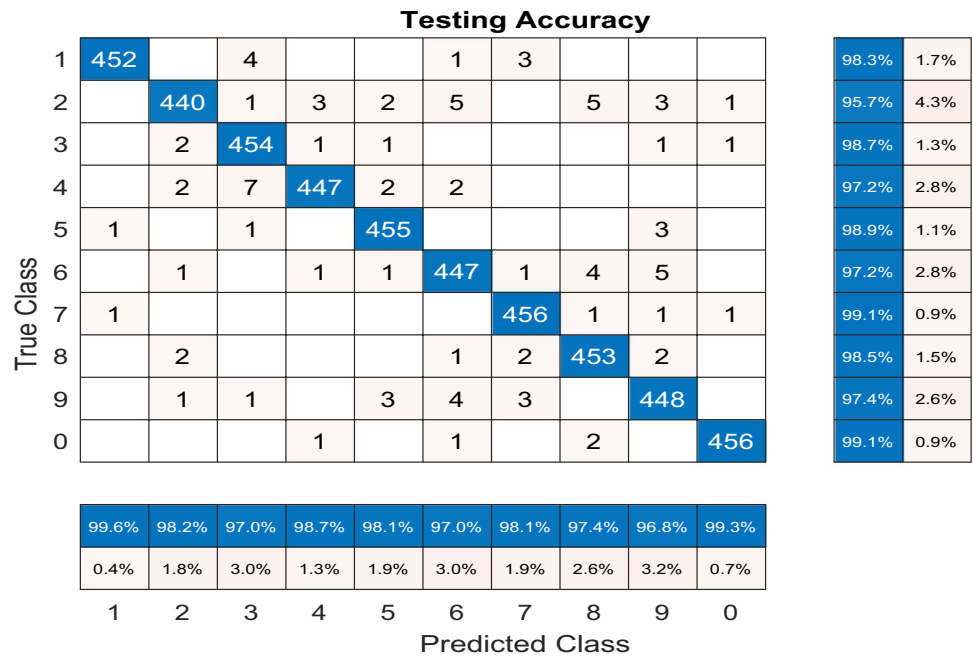 Testing Accuracy
1 452 4 1 3 98.3% 1.7%
2 440 1 3 2 5 5 3 1 95.7% 4.3%
3 2 454 1 1 1 1 98.7% 1.3%
4 2 7 447 2 2 97.2% 2.8%
5 1 1 455 3 98.9% 1.1%
6 1 1 1 447 1 4 5 97.2% 2.8%
7 1 456 1 1 1 99.1% 0.9%
8 2 1 2 453 2 98.5% 1.5%
9 1 1 3 4 3 448 97.4% 2.6%
0 1 1 2 456 99.1% 0.9%
True Class
99.6% 98.2% 97.0% 98.7% 98.1% 97.0% 98.1% 97.4% 96.8% 99.3%
0.4% 1.8% 3.0% 1.3% 1.9% 3.0% 1.9% 2.6% 3.2% 0.7%
1 2 3 4 5 6 7 8 9 0
Predicted Class